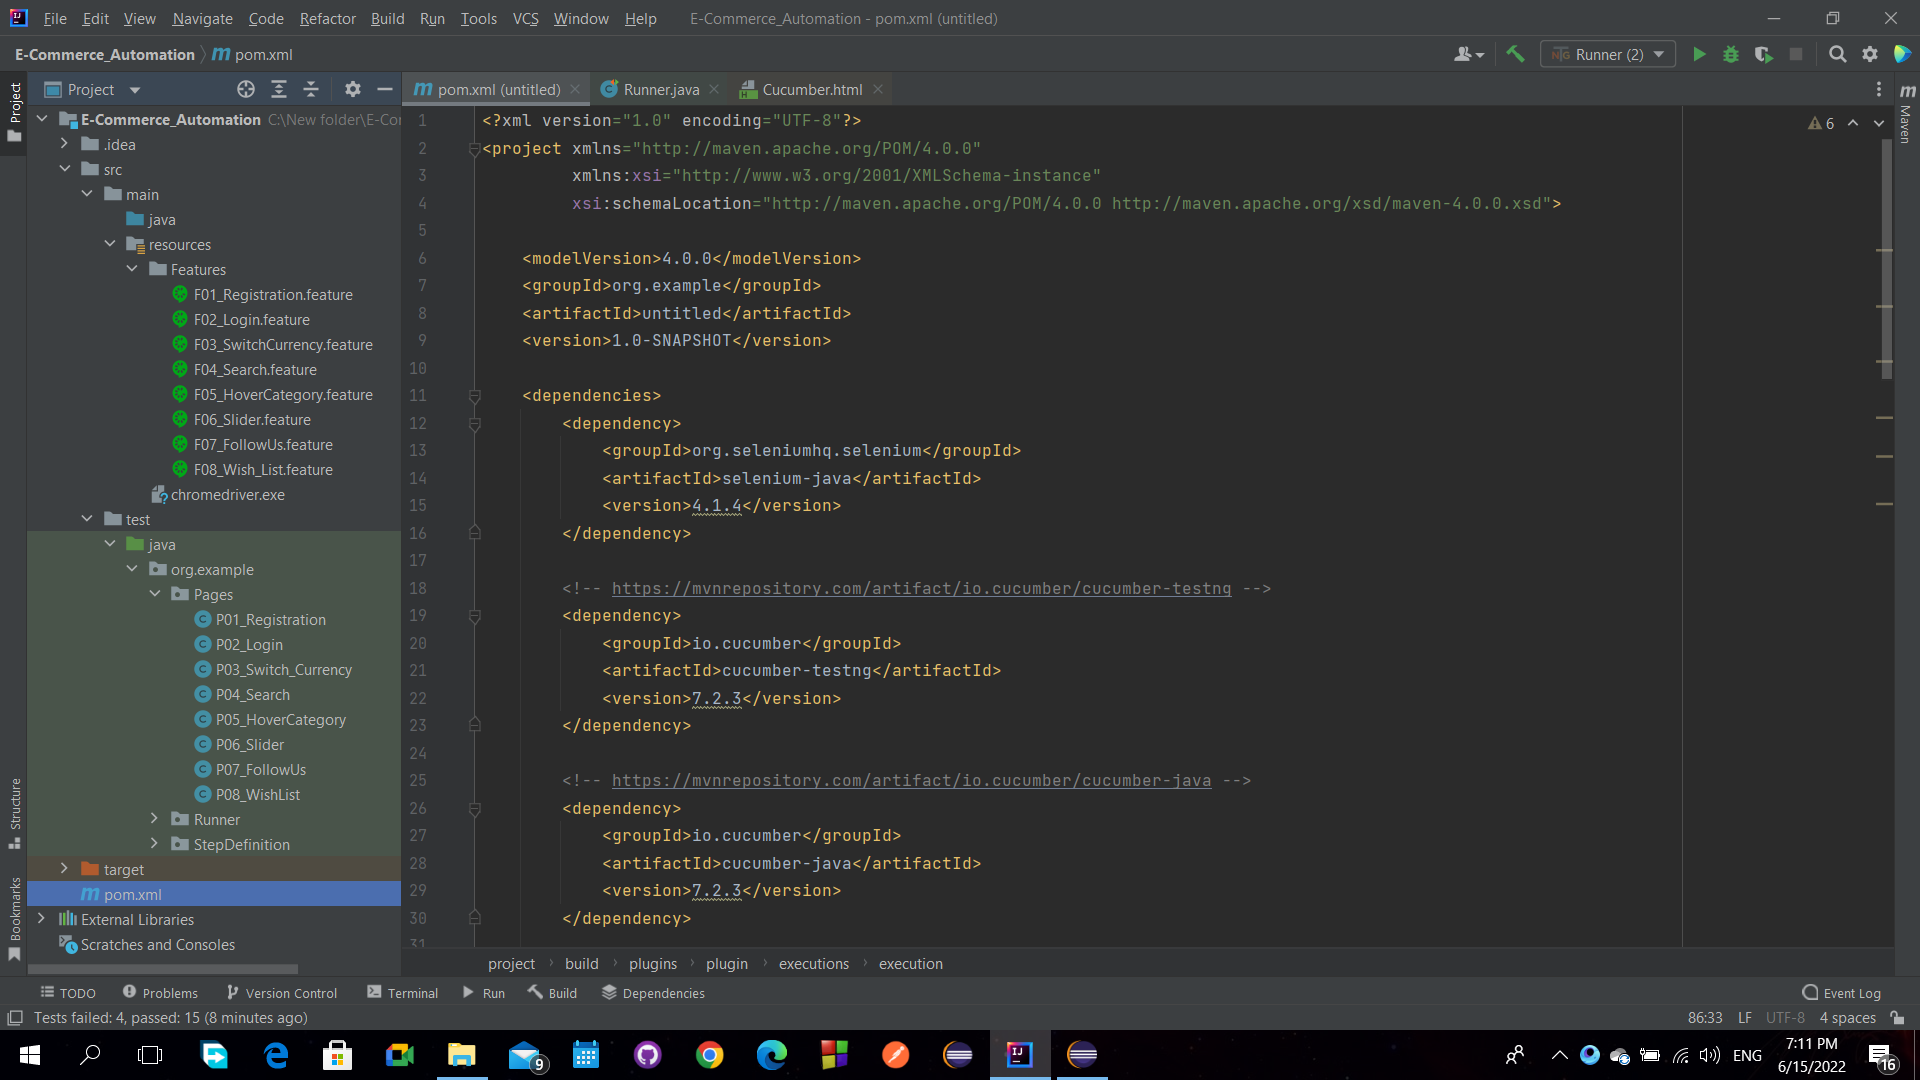 File Edit View Navigate Code Refactor Build Run Tools VCS Window Help E-Commerce_Automation - pom.xml (untitled)
E-Commerce_Automation pom.xml Runner (2)
Project
pom.xml (untitled) Runner.java Cucumber.html
Project
Structure
Bookmarks
E-Commerce_Automation C:\New folder\E-Cor
.idea
src
main
java
resources
Features
F01_Registration.feature
F02_Login.feature
F03_SwitchCurrency.feature
F04_Search.feature
F05_HoverCategory.feature
F06_Slider.feature
F07_FollowUs.feature
F08_Wish_List.feature
chromedriver.exe
test
java
org.example
Pages
P01_Registration
P02_Login
P03_Switch_Currency
P04_Search
P05_HoverCategory
P06_Slider
P07_FollowUs
P08_WishList
Runner
StepDefinition
target
pom.xml
External Libraries
Scratches and Consoles
1 <?xml version="1.0" encoding="UTF-8"?>
2 <project xmlns="http://maven.apache.org/POM/4.0.0"
3 xmlns:xsi="http://www.w3.org/2001/XMLSchema-instance"
4 xsi:schemaLocation="http://maven.apache.org/POM/4.0.0 http://maven.apache.org/xsd/maven-4.0.0.xsd">
5
6 <modelVersion>4.0.0</modelVersion>
7 <groupId>org.example</groupId>
8 <artifactId>untitled</artifactId>
9 <version>1.0-SNAPSHOT</version>
10
11 <dependencies>
12 <dependency>
13 <groupId>org.seleniumhq.selenium</groupId>
14 <artifactId>selenium-java</artifactId>
15 <version>4.1.4</version>
16 </dependency>
17
18 <!-- https://mvnrepository.com/artifact/io.cucumber/cucumber-testng -->
19 <dependency>
20 <groupId>io.cucumber</groupId>
21 <artifactId>cucumber-testng</artifactId>
22 <version>7.2.3</version>
23 </dependency>
24
25 <!-- https://mvnrepository.com/artifact/io.cucumber/cucumber-java -->
26 <dependency>
27 <groupId>io.cucumber</groupId>
28 <artifactId>cucumber-java</artifactId>
29 <version>7.2.3</version>
30 </dependency>
31
6
Maven
project build plugins plugin executions execution
TODO Problems Version Control Terminal Run Build Dependencies Event Log
Tests failed: 4, passed: 15 (8 minutes ago) 86:33 LF UTF-8 4 spaces
9
ENG
7:11 PM
6/15/2022
16